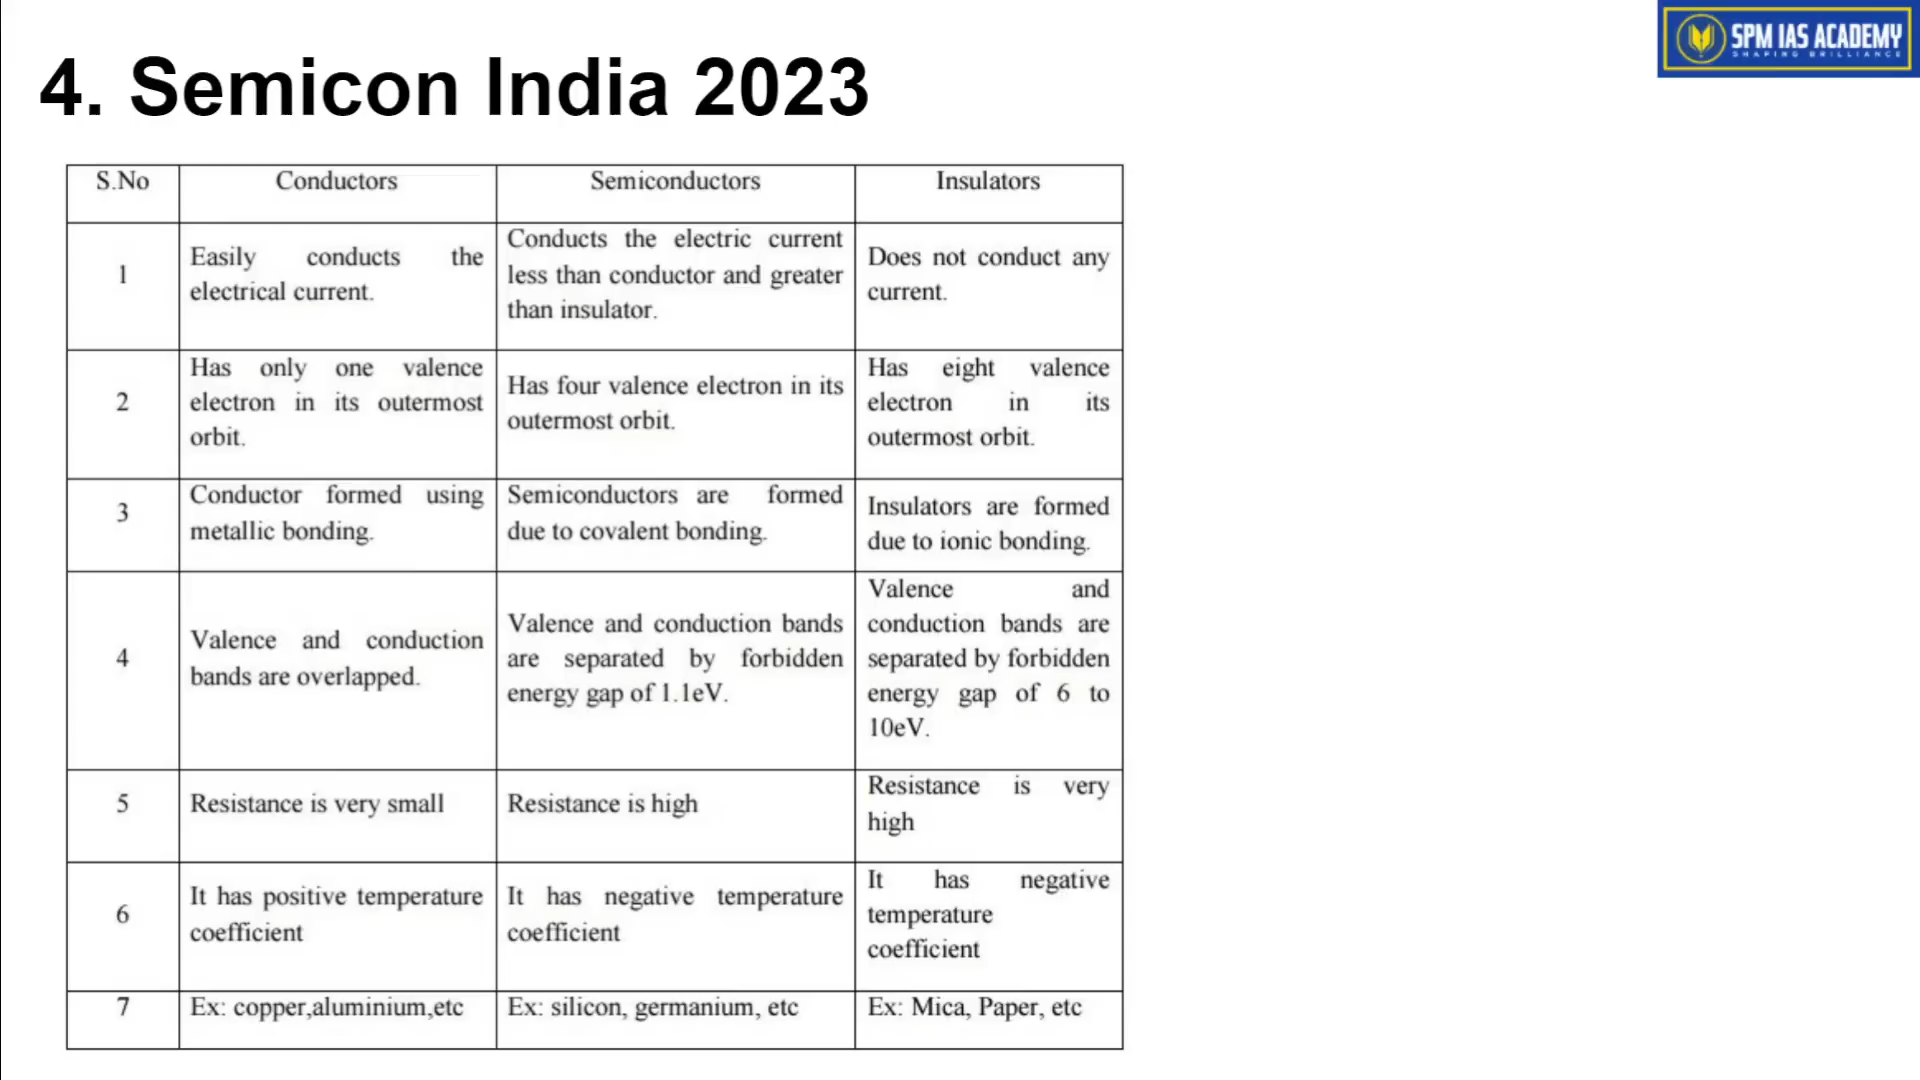 SPM IAS ACADEMY
SHAPING BRILLIANCE
4. Semicon India 2023
S.No
Conductors
Semiconductors
Insulators
1
Easily conducts the
electrical current.
Conducts the electric current
less than conductor and greater
than insulator.
Does not conduct any
current.
2
Has only one valence
electron in its outermost
orbit.
Has four valence electron in its
outermost orbit.
Has eight valence
electron in its
outermost orbit.
3
Conductor formed using
metallic bonding.
Semiconductors are formed
due to covalent bonding.
Insulators are formed
due to ionic bonding.
4
Valence and conduction
bands are overlapped.
Valence and conduction bands
are separated by forbidden
energy gap of 1.1eV.
Valence and
conduction bands are
separated by forbidden
energy gap of 6 to
10eV.
5
Resistance is very small
Resistance is high
Resistance is very
high
6
It has positive temperature
coefficient
It has negative temperature
coefficient
It has negative
temperature
coefficient
7
Ex: copper,aluminium,etc
Ex: silicon, germanium, etc
Ex: Mica, Paper, etc